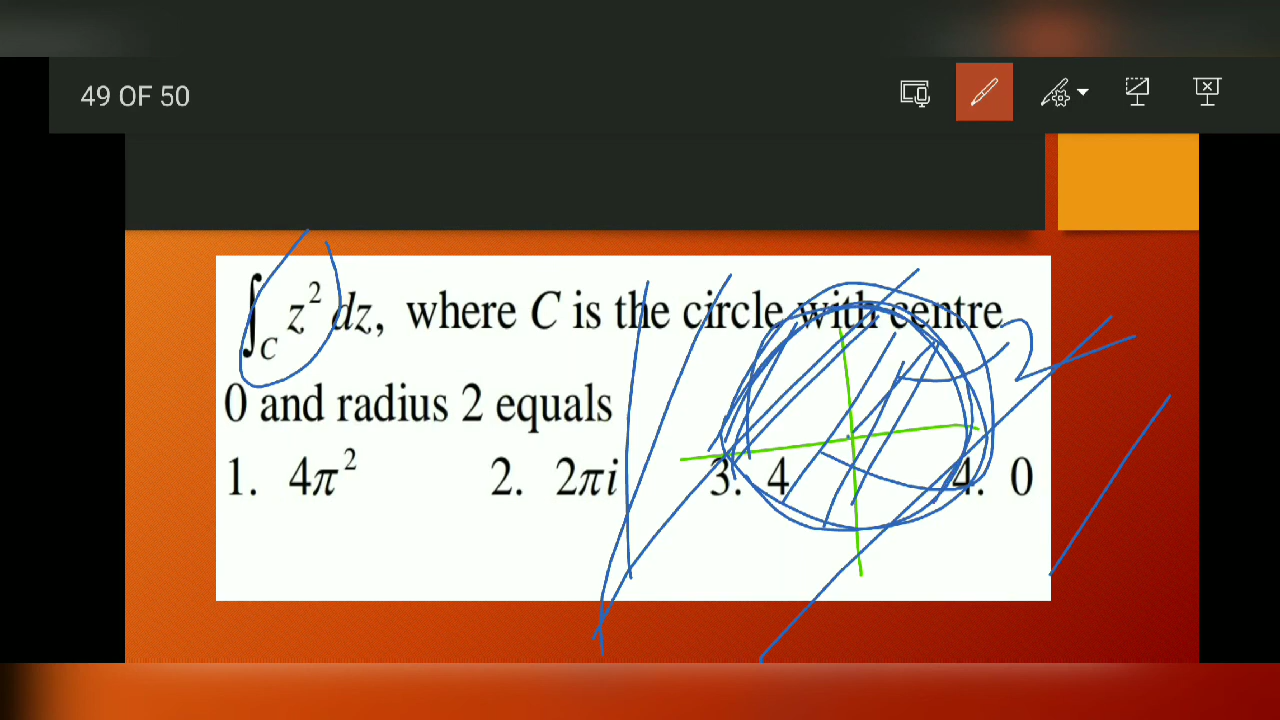 49 OF 50
∫_C z² dz, where C is the circle with centre
0 and radius 2 equals
1. 4π² 2. 2πi 3. 4 4. 0
2